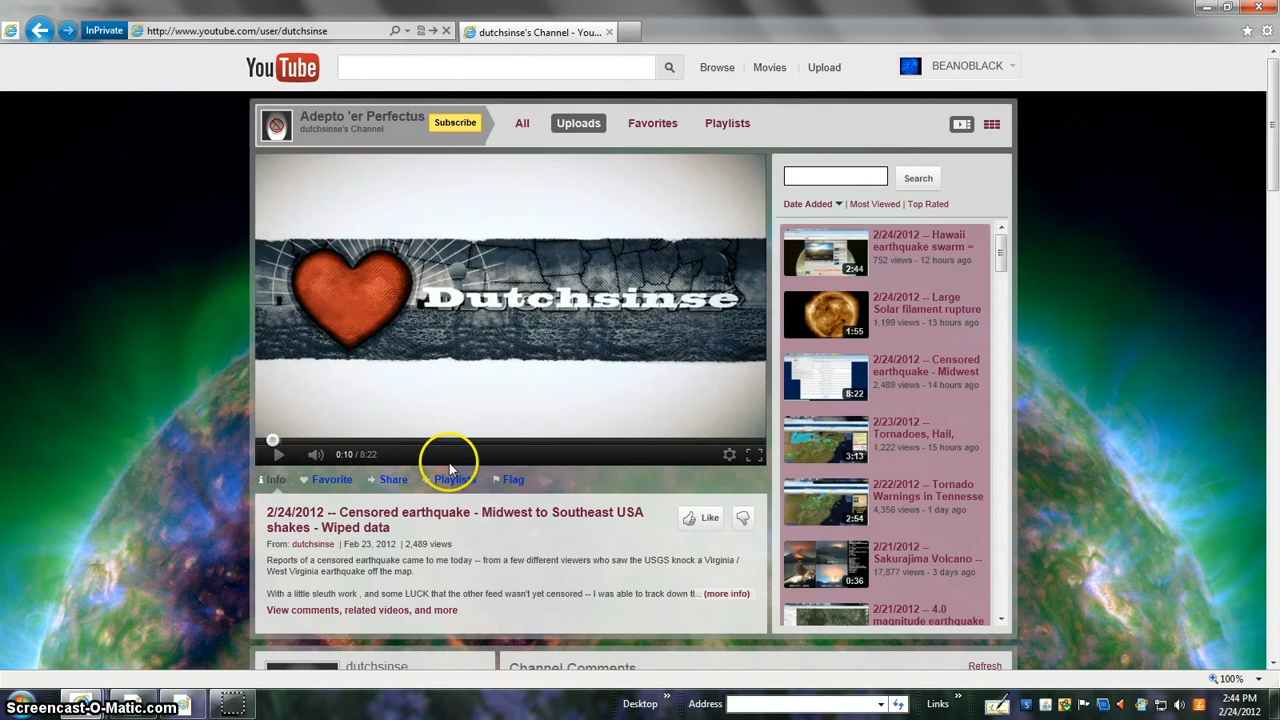 InPrivate
http://www.youtube.com/user/dutchsinse
dutchsinse's Channel - You...
YouTube
Browse
Movies
Upload
BEANOBLACK
Adepto 'er Perfectus
dutchsinse's Channel
Subscribe
All
Uploads
Favorites
Playlists
Dutchsinse
0:10 / 8:22
Info
Favorite
Share
Playlists
Flag
2/24/2012 -- Censored earthquake - Midwest to Southeast USA
shakes - Wiped data
Like
From: dutchsinse | Feb 23, 2012 | 2,489 views
Reports of a censored earthquake came to me today -- from a few different viewers who saw the USGS knock a Virginia /
West Virginia earthquake off the map.
With a little sleuth work , and some LUCK that the other feed wasn't yet censored -- I was able to track down tl... (more info)
View comments, related videos, and more
Search
Date Added | Most Viewed | Top Rated
2/24/2012 -- Hawaii
earthquake swarm =
752 views - 12 hours ago
2:44
2/24/2012 -- Large
Solar filament rupture
1,199 views - 13 hours ago
1:55
2/24/2012 -- Censored
earthquake - Midwest
2,489 views - 14 hours ago
8:22
2/23/2012 --
Tornadoes, Hail,
1,222 views - 15 hours ago
3:13
2/22/2012 -- Tornado
Warnings in Tennesse
4,356 views - 1 day ago
2:54
2/21/2012 --
Sakurajima Volcano --
17,877 views - 3 days ago
0:36
2/21/2012 -- 4.0
magnitude earthquake
dutchsinse
Channel Comments
Refresh
100%
Screencast-O-Matic.com
Desktop
Address
Links
2:44 PM
2/24/2012